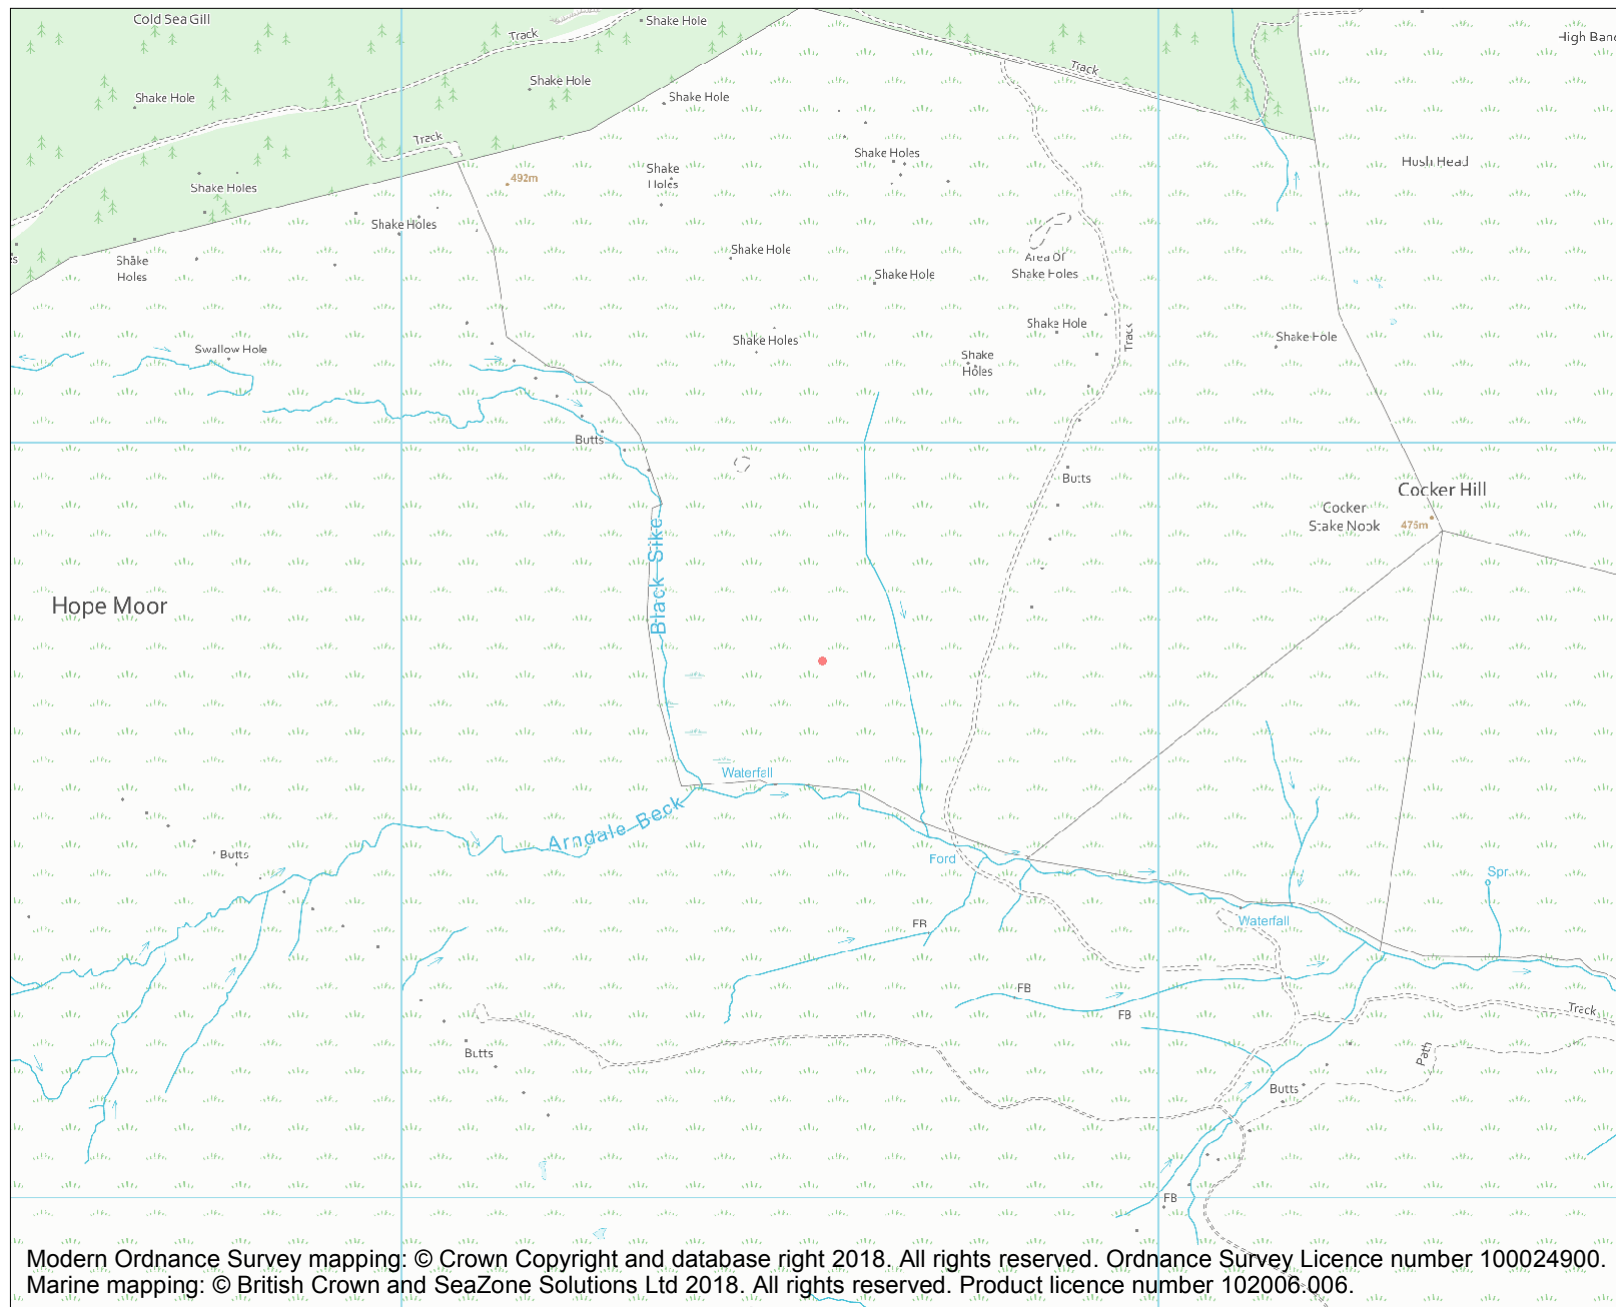 Cold Sea Gill
Track
Shake Hole
High Banc
Track
Shake Hole
Shake Hole
Shake Hole
Track
Shake Holes
Hush Head
Shake
Holes
492m
Shake Holes
Shake Holes
Shake Hole
Area Of
Shake Holes
Shake
Holes
Shake Hole
Shake Hole
Track
Shake Hole
Shake Holes
Swallow Hole
Shake
Holes
Butts
Butts
Cocker Hill
Cocker
Stake Nook
475m
Black Sike
Hope Moor
Waterfall
Arndale Beck
Butts
Ford
Spr
FB
Waterfall
FB
FB
Track
Butts
Path
Butts
FB
Modern Ordnance Survey mapping: © Crown Copyright and database right 2018. All rights reserved. Ordnance Survey Licence number 100024900.
Marine mapping: © British Crown and SeaZone Solutions Ltd 2018. All rights reserved. Product licence number 102006.006.